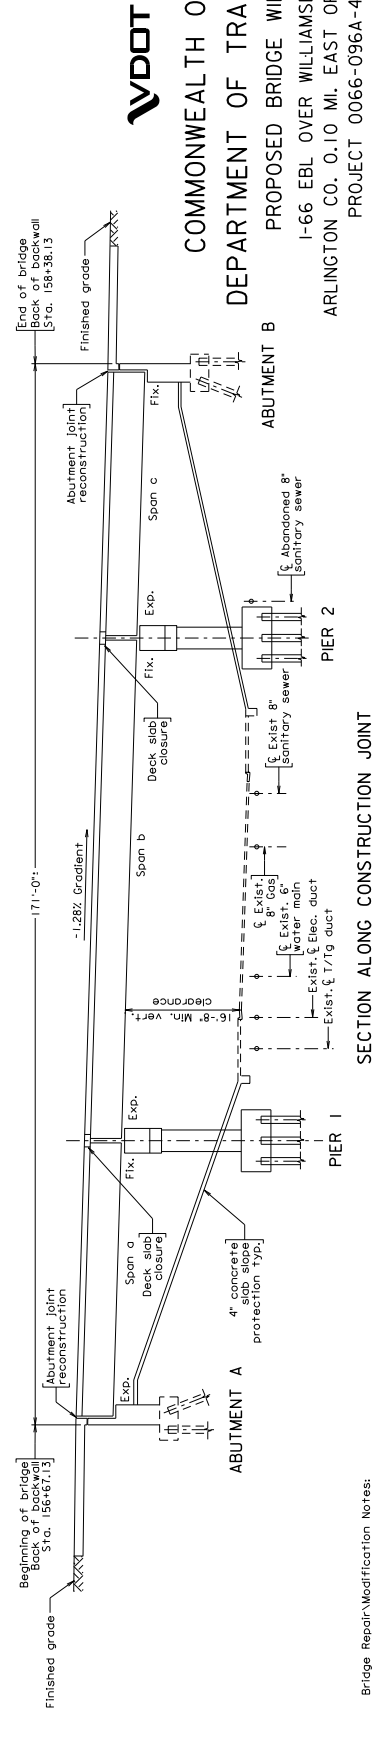 Beginning of bridge
Back of backwall
Sta. 156+67.13
171'-0"±
End of bridge
Back of backwall
Sta. 158+38.13
Finished grade
Abutment joint
reconstruction
-1.28% Gradient
Abutment joint
reconstruction
Finished grade
Exp.
Span a
Deck slab
closure
Fix.
Exp.
16'-8" Min. vert.
clearance
Span b
Deck slab
closure
Fix.
Exp.
Span c
Fix.
4" concrete
slab slope
protection typ.
Exist. ℄ T/Tg duct
Exist. ℄ Elec. duct
℄ Exist. 6"
water main
℄ Exist.
8" Gas
℄ Exist 8"
sanitary sewer
℄ Abandoned 8"
sanitary sewer
ABUTMENT A
PIER 1
PIER 2
ABUTMENT B
SECTION ALONG CONSTRUCTION JOINT
Bridge Repair\Modification Notes:
VDOT
COMMONWEALTH O
DEPARTMENT OF TRA
PROPOSED BRIDGE WI
I-66 EBL OVER WILLIAMS
ARLINGTON CO. 0.10 MI. EAST OF
PROJECT 0066-096A-4